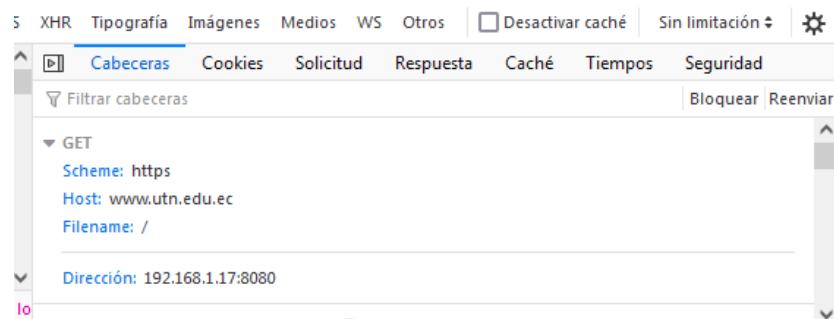 S XHR Tipografía Imágenes Medios WS Otros Desactivar caché Sin limitación
Cabeceras Cookies Solicitud Respuesta Caché Tiempos Seguridad
Filtrar cabeceras Bloquear Reenviar
GET
Scheme: https
Host: www.utn.edu.ec
Filename: /
Dirección: 192.168.1.17:8080
lo